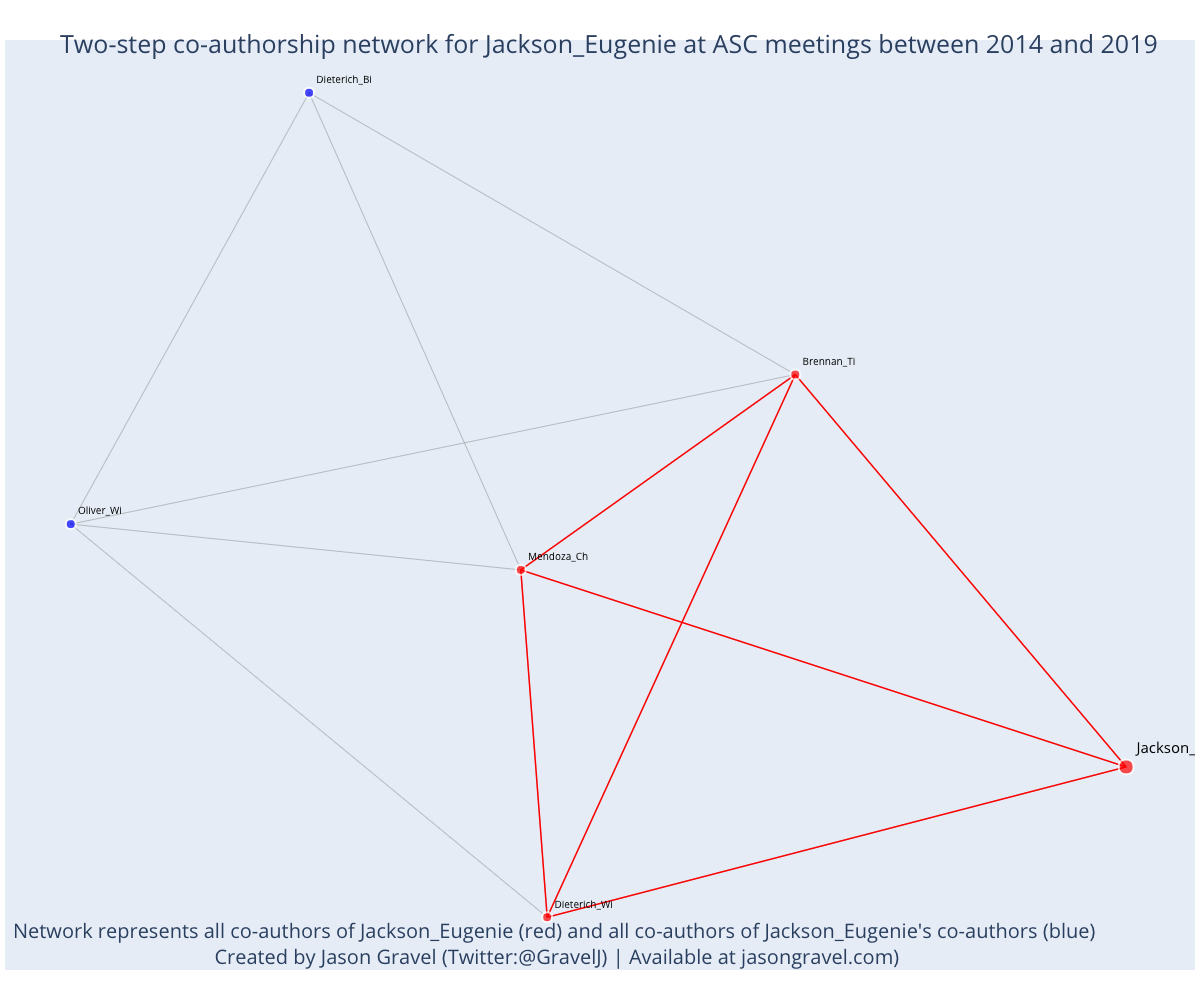 Two-step co-authorship network for Jackson_Eugenie at ASC meetings between 2014 and 2019
Dieterich_Bi
Brennan_Ti
Oliver_Wi
Mendoza_Ch
Jackson_
Dieterich_Wi
Network represents all co-authors of Jackson_Eugenie (red) and all co-authors of Jackson_Eugenie's co-authors (blue)
Created by Jason Gravel (Twitter:@GravelJ) | Available at jasongravel.com)